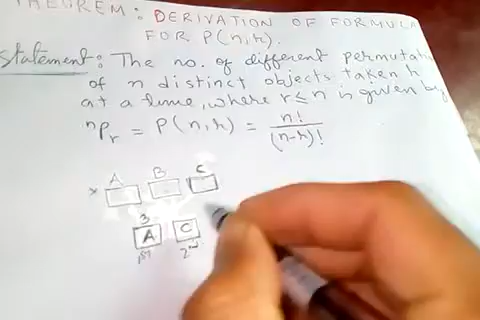 THEOREM: DERIVATION OF FORMULA
FOR P(n,r).
Statement: The no. of different permutati
of n distinct objects taken r
at a time, where r≤n is given by
ⁿPᵣ = P(n,r) = n!/(n-r)!
A B C
3
A C
1st 2nd